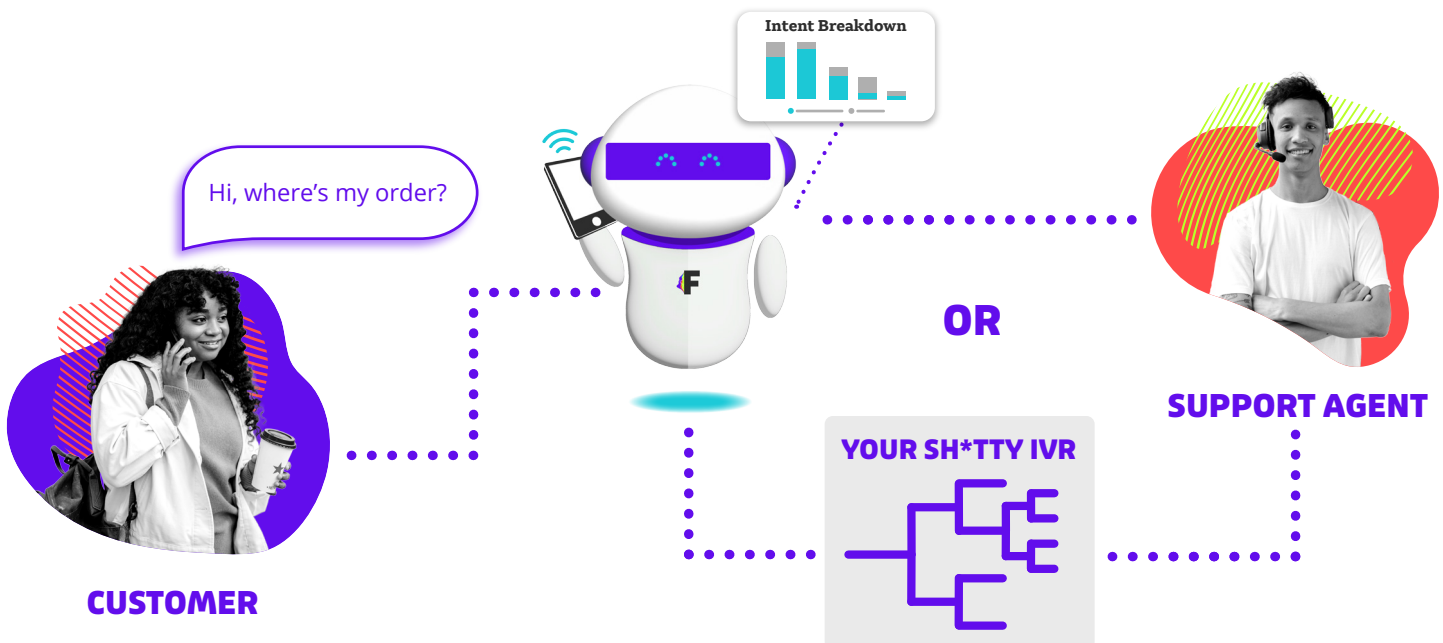 Intent Breakdown
Hi, where’s my order?
F
OR
SUPPORT AGENT
YOUR SH*TTY IVR
CUSTOMER